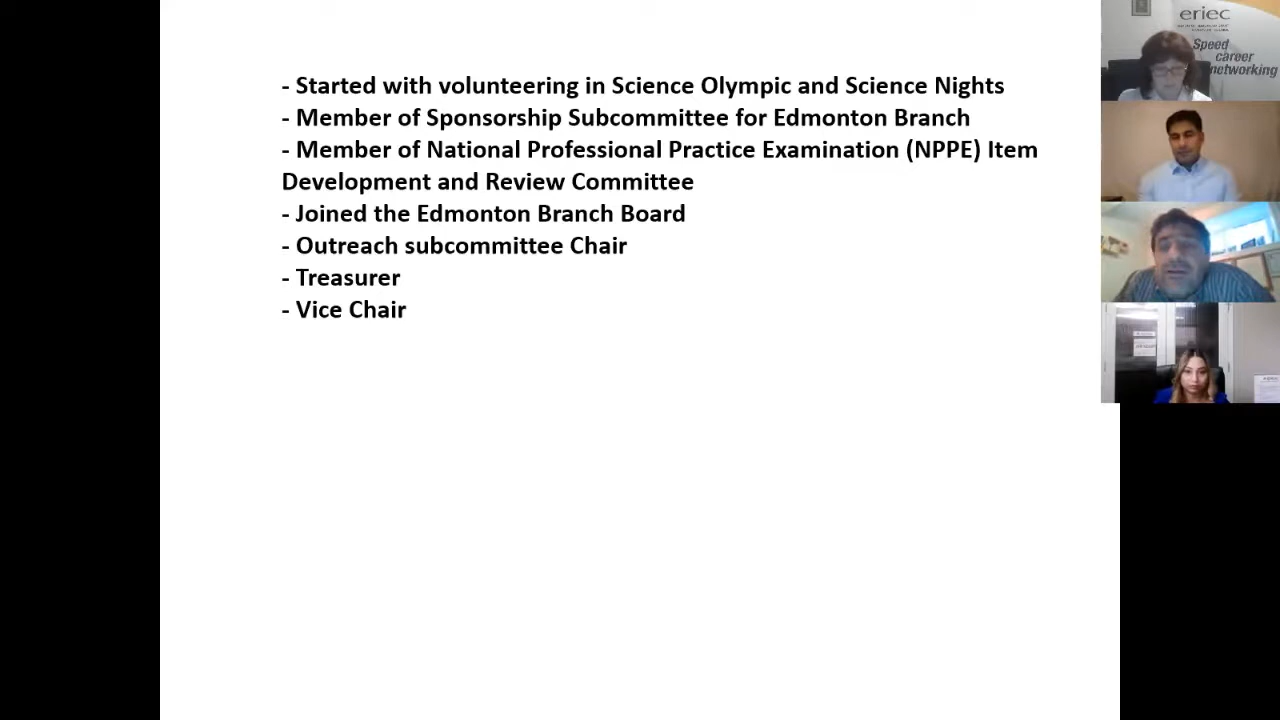 - Started with volunteering in Science Olympic and Science Nights
- Member of Sponsorship Subcommittee for Edmonton Branch
- Member of National Professional Practice Examination (NPPE) Item
Development and Review Committee
- Joined the Edmonton Branch Board
- Outreach subcommittee Chair
- Treasurer
- Vice Chair
eriec
Speed
career
networking